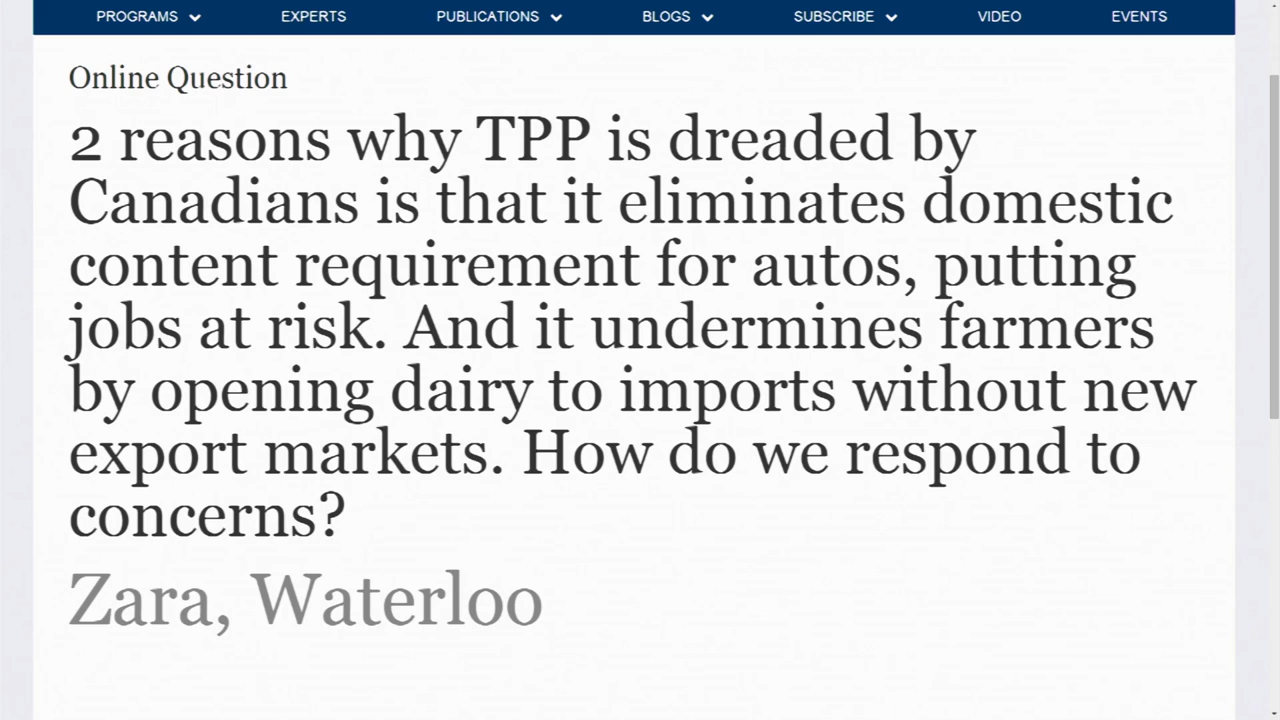 PROGRAMS EXPERTS PUBLICATIONS BLOGS SUBSCRIBE VIDEO EVENTS
Online Question
2 reasons why TPP is dreaded by
Canadians is that it eliminates domestic
content requirement for autos, putting
jobs at risk. And it undermines farmers
by opening dairy to imports without new
export markets. How do we respond to
concerns?
Zara, Waterloo